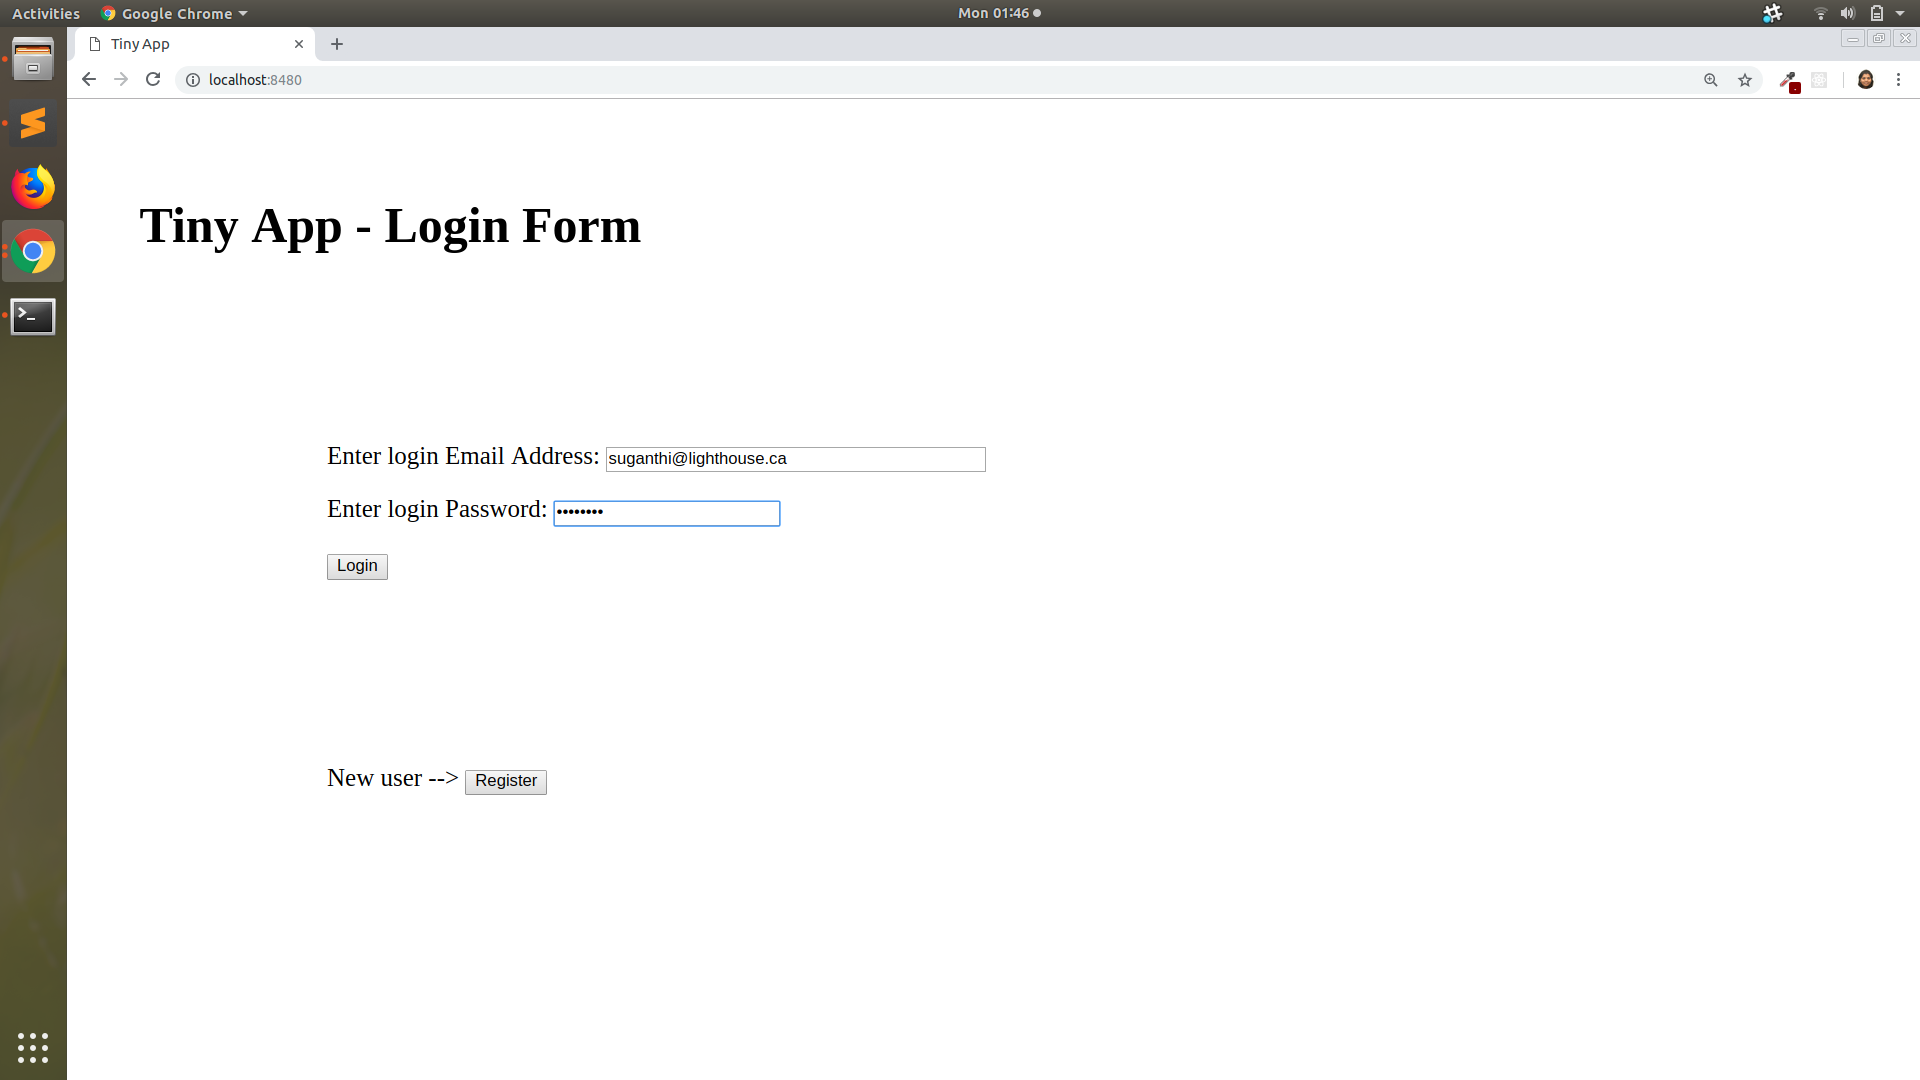 Activities Google Chrome Mon 01:46
Tiny App
localhost:8480
Tiny App - Login Form
Enter login Email Address: suganthi@lighthouse.ca
Enter login Password: ••••••••
Login
New user --> Register